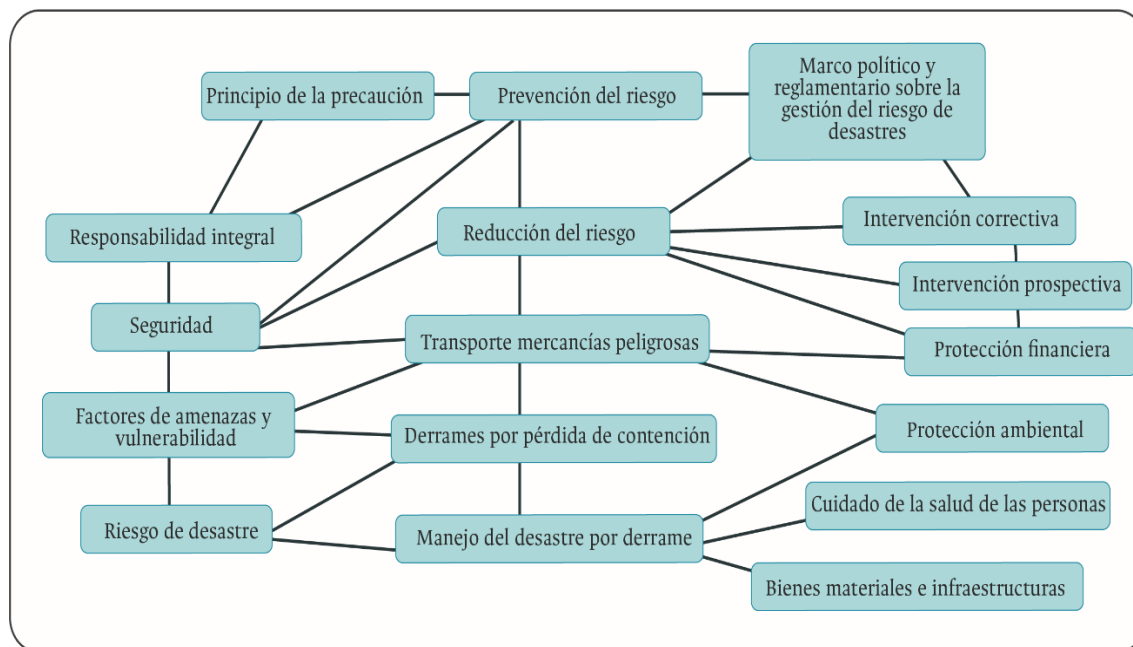 Principio de la precaución
Prevención del riesgo
Marco político y
reglamentario sobre la
gestión del riesgo de
desastres
Responsabilidad integral
Reducción del riesgo
Intervención correctiva
Intervención prospectiva
Seguridad
Transporte mercancías peligrosas
Protección financiera
Factores de amenazas y
vulnerabilidad
Derrames por pérdida de contención
Protección ambiental
Riesgo de desastre
Manejo del desastre por derrame
Cuidado de la salud de las personas
Bienes materiales e infraestructuras